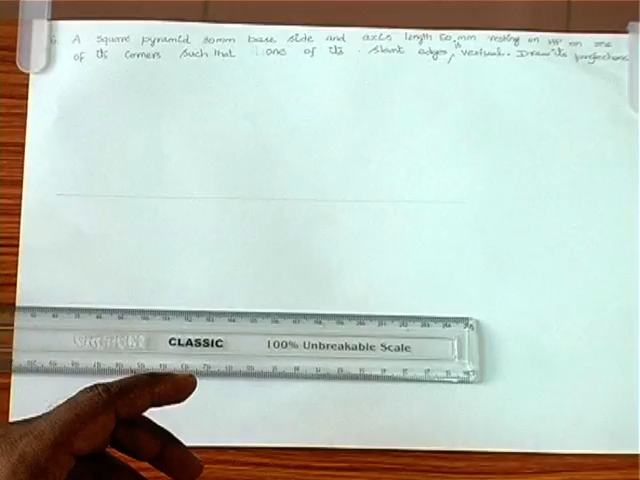 6. A square pyramid 30mm base side and axis length 50 mm resting on HP on one
of its corners such that one of its slant edges is vertical. Draw its projections
CLASSIC 100% Unbreakable Scale